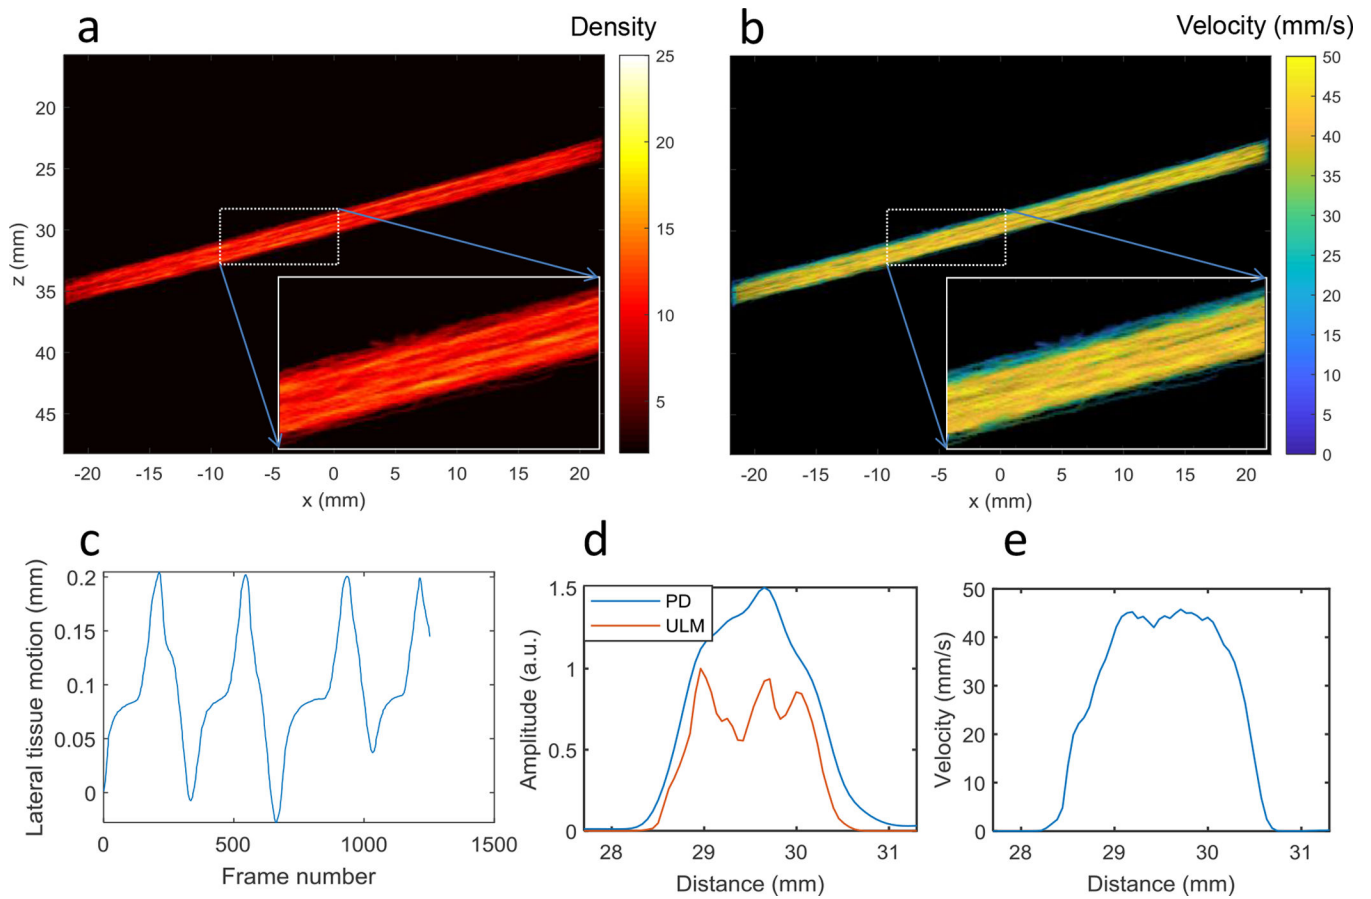 a
Density
25
20
15
10
5
20
25
30
35
40
45
z (mm)
-20 -15 -10 -5 0 5 10 15 20
x (mm)
b
Velocity (mm/s)
50
45
40
35
30
25
20
15
10
5
0
-20 -15 -10 -5 0 5 10 15 20
x (mm)
c
Lateral tissue motion (mm)
0.2
0.15
0.1
0.05
0
0 500 1000 1500
Frame number
d
PD
ULM
Amplitude (a.u.)
1.5
1
0.5
0
28 29 30 31
Distance (mm)
e
Velocity (mm/s)
50
40
30
20
10
0
28 29 30 31
Distance (mm)